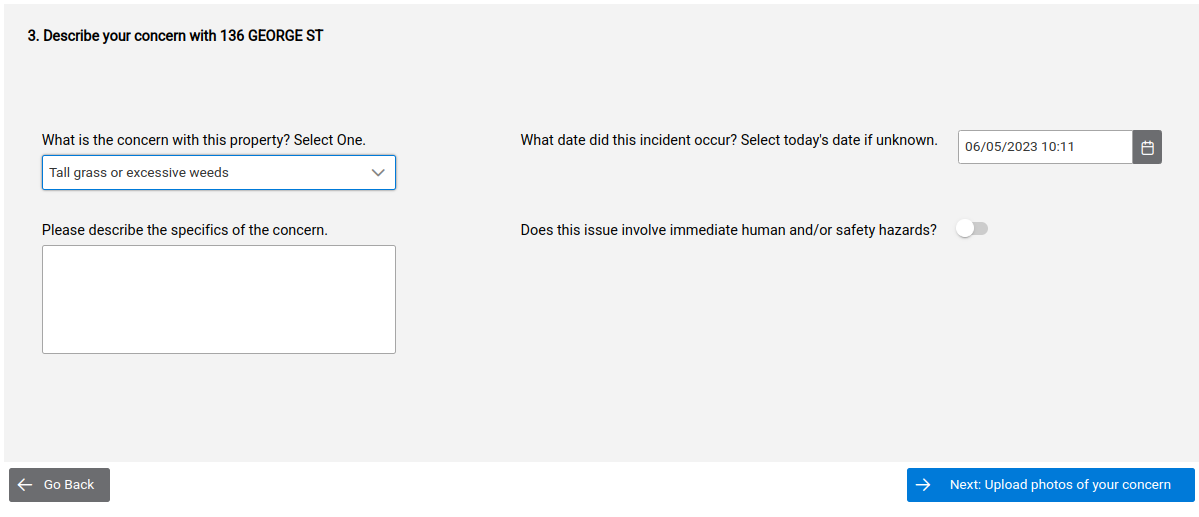 3. Describe your concern with 136 GEORGE ST
What is the concern with this property? Select One.
Tall grass or excessive weeds
What date did this incident occur? Select today's date if unknown.
06/05/2023 10:11
Please describe the specifics of the concern.
Does this issue involve immediate human and/or safety hazards?
Go Back
Next: Upload photos of your concern